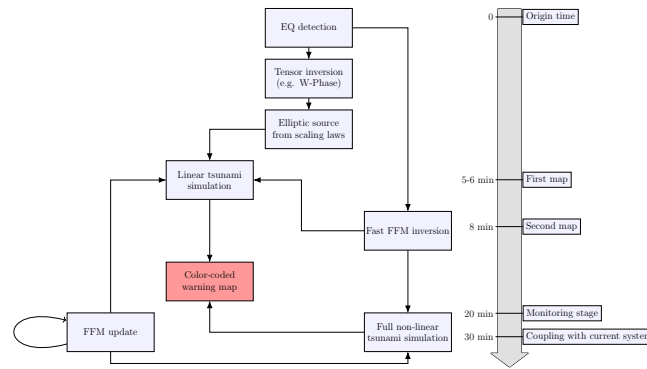 EQ detection
Tensor inversion
(e.g. W-Phase)
Elliptic source
from scaling laws
Linear tsunami
simulation
Fast FFM inversion
Color-coded
warning map
FFM update
Full non-linear
tsunami simulation
0
Origin time
5-6 min
First map
8 min
Second map
20 min
Monitoring stage
30 min
Coupling with current system